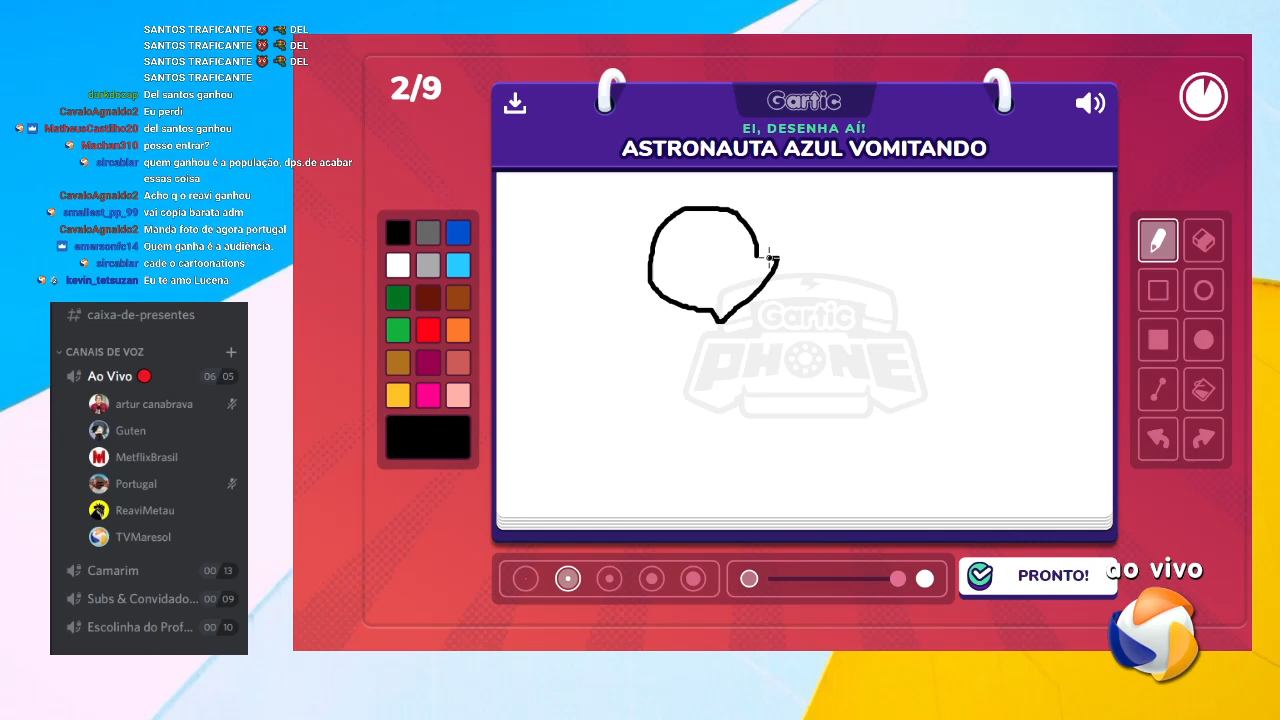 SANTOS TRAFICANTE DEL
SANTOS TRAFICANTE DEL
SANTOS TRAFICANTE DEL
SANTOS TRAFICANTE
darkdozop Del santos ganhou
CavaloAgnaldo2 Eu perdi
MatheusCastilho20 del santos ganhou
Machan310 posso entrar?
sircablar quem ganhou é a população, dps.de acabar
essas coisa
CavaloAgnaldo2 Acho q o reavi ganhou
smallest_pp_99 vai copia barata adm
CavaloAgnaldo2 Manda foto de agora portugal
emersonfc14 Quem ganha é a audiência.
sircablar cade o cartoonations
kevin_tetsuzan Eu te amo Lucena
caixa-de-presentes
CANAIS DE VOZ
Ao Vivo 06 05
artur canabrava
Guten
MetflixBrasil
Portugal
ReaviMetau
TVMaresol
Camarim 00 13
Subs & Convidado... 00 09
Escolinha do Prof... 00 10
2/9
Gartic
EI, DESENHA AÍ!
ASTRONAUTA AZUL VOMITANDO
Gartic
PHONE
PRONTO!
ao vivo